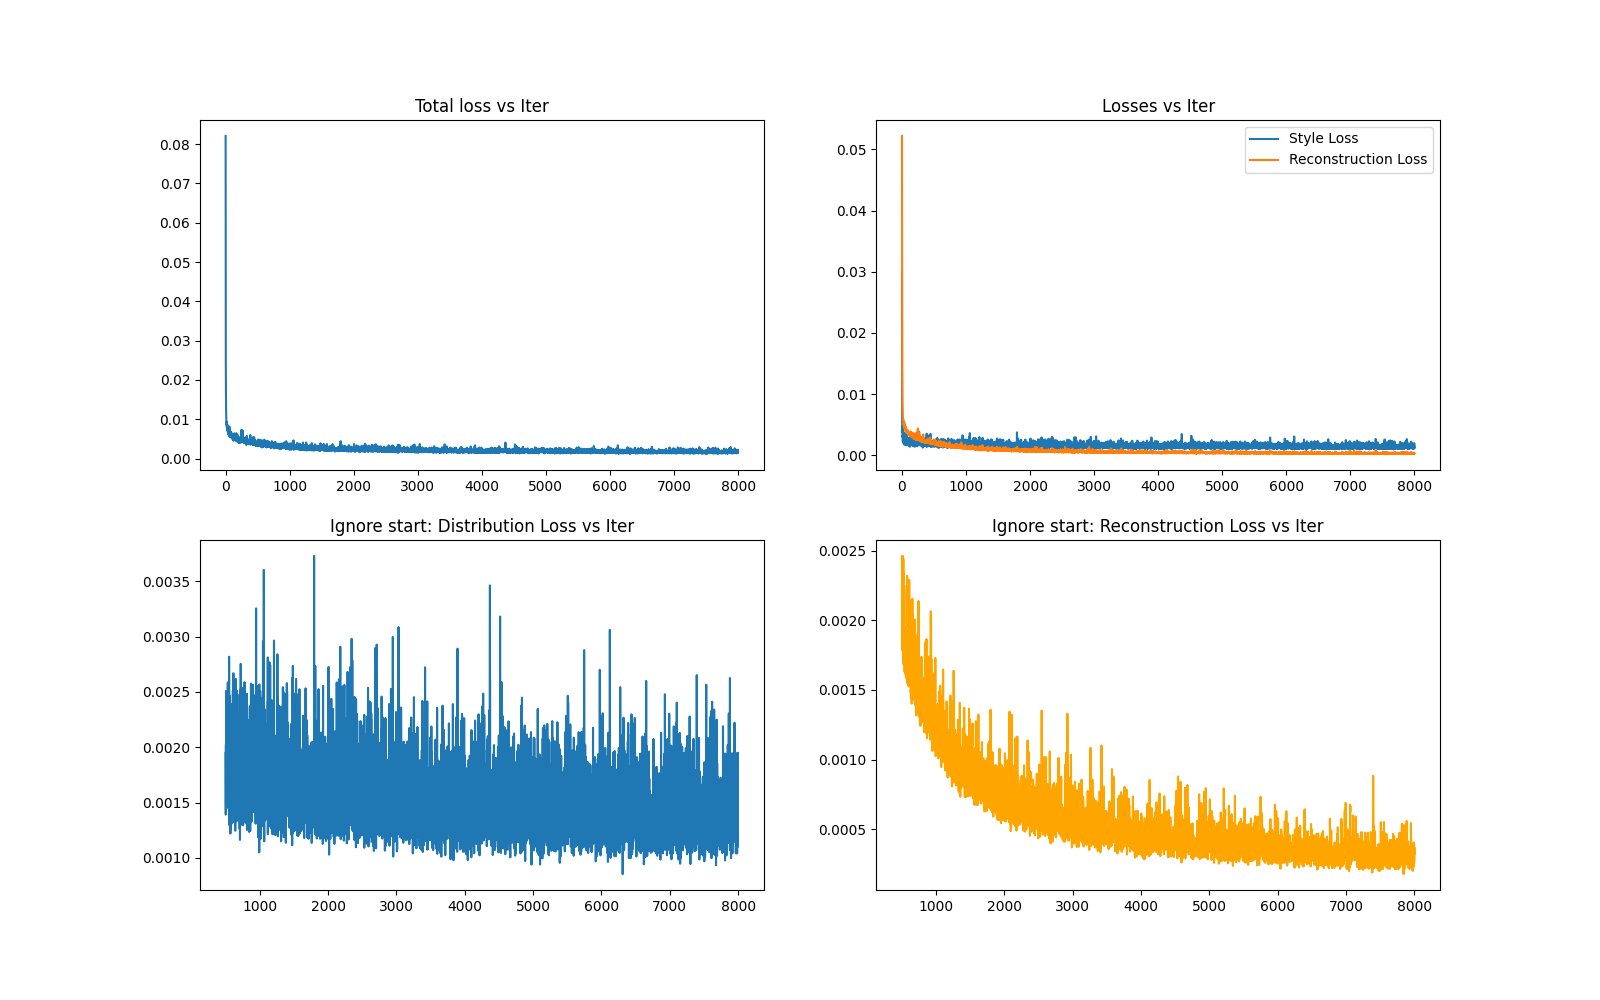 Total loss vs Iter
0.08
0.07
0.06
0.05
0.04
0.03
0.02
0.01
0.00
0 1000 2000 3000 4000 5000 6000 7000 8000
Losses vs Iter
Style Loss
Reconstruction Loss
0.05
0.04
0.03
0.02
0.01
0.00
0 1000 2000 3000 4000 5000 6000 7000 8000
Ignore start: Distribution Loss vs Iter
0.0035
0.0030
0.0025
0.0020
0.0015
0.0010
1000 2000 3000 4000 5000 6000 7000 8000
Ignore start: Reconstruction Loss vs Iter
0.0025
0.0020
0.0015
0.0010
0.0005
1000 2000 3000 4000 5000 6000 7000 8000